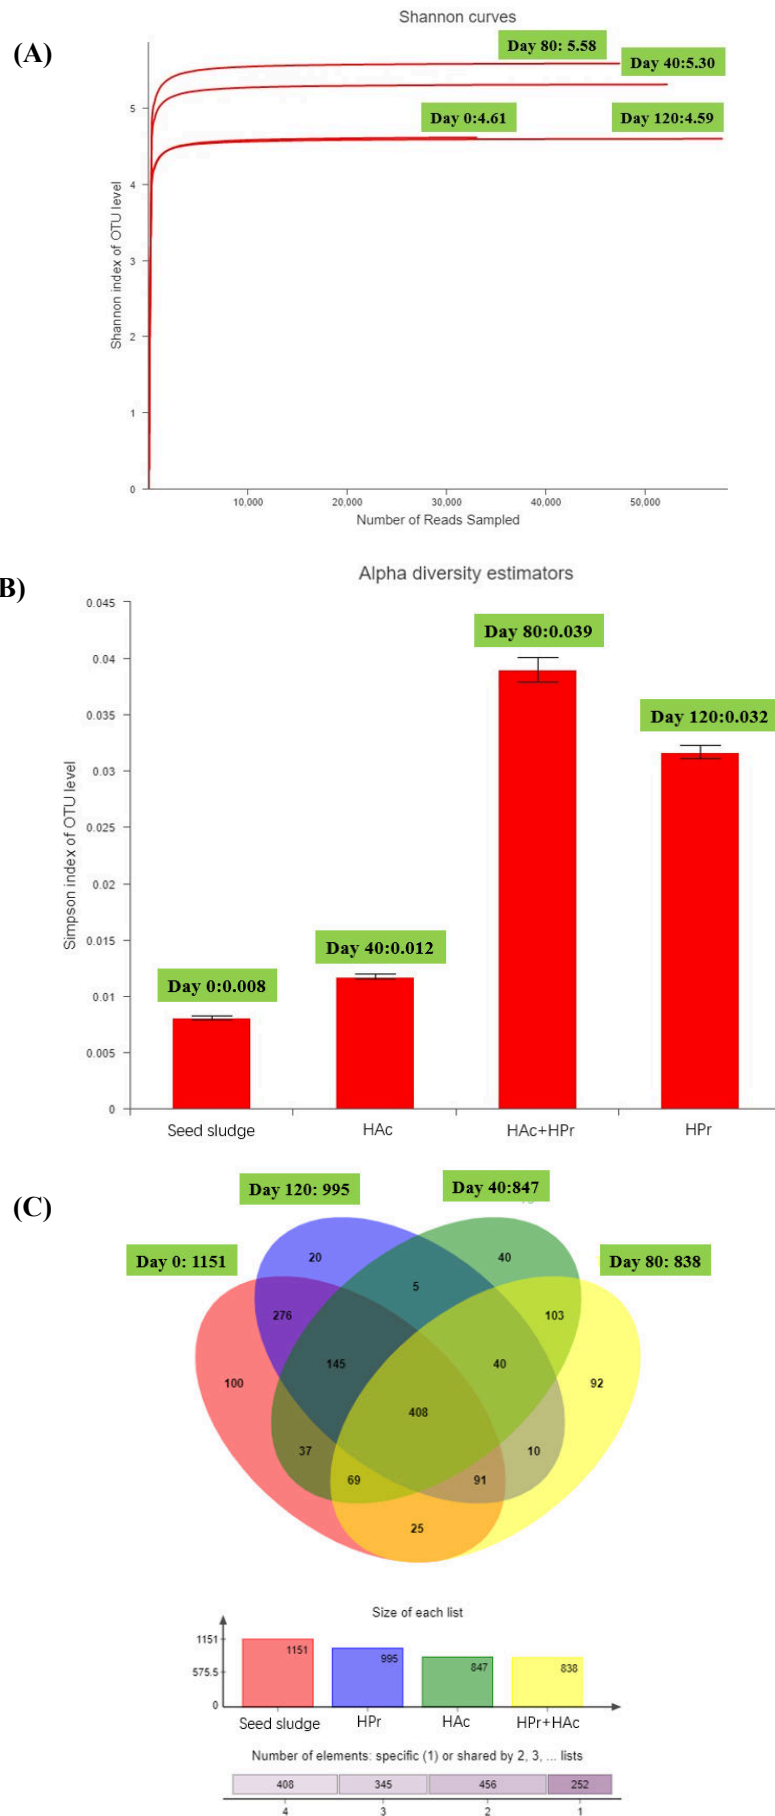 Shannon curves
(A)
Day 80: 5.58
Day 40:5.30
Day 0:4.61
Day 120:4.59
Shannon index of OTU level
5
4
3
2
1
0
10,000
20,000
30,000
40,000
50,000
Number of Reads Sampled
B)
Alpha diversity estimators
Simpson index of OTU level
0.045
0.04
0.035
0.03
0.025
0.02
0.015
0.01
0.005
0
Day 0:0.008
Day 40:0.012
Day 80:0.039
Day 120:0.032
Seed sludge
HAc
HAc+HPr
HPr
(C)
Day 120: 995
Day 40:847
Day 0: 1151
Day 80: 838
20
40
5
276
103
145
40
100
92
408
37
10
69
91
25
Size of each list
1151
575.5
0
1151
995
847
838
Seed sludge
HPr
HAc
HPr+HAc
Number of elements: specific (1) or shared by 2, 3, ... lists
408
345
456
252
4
3
2
1